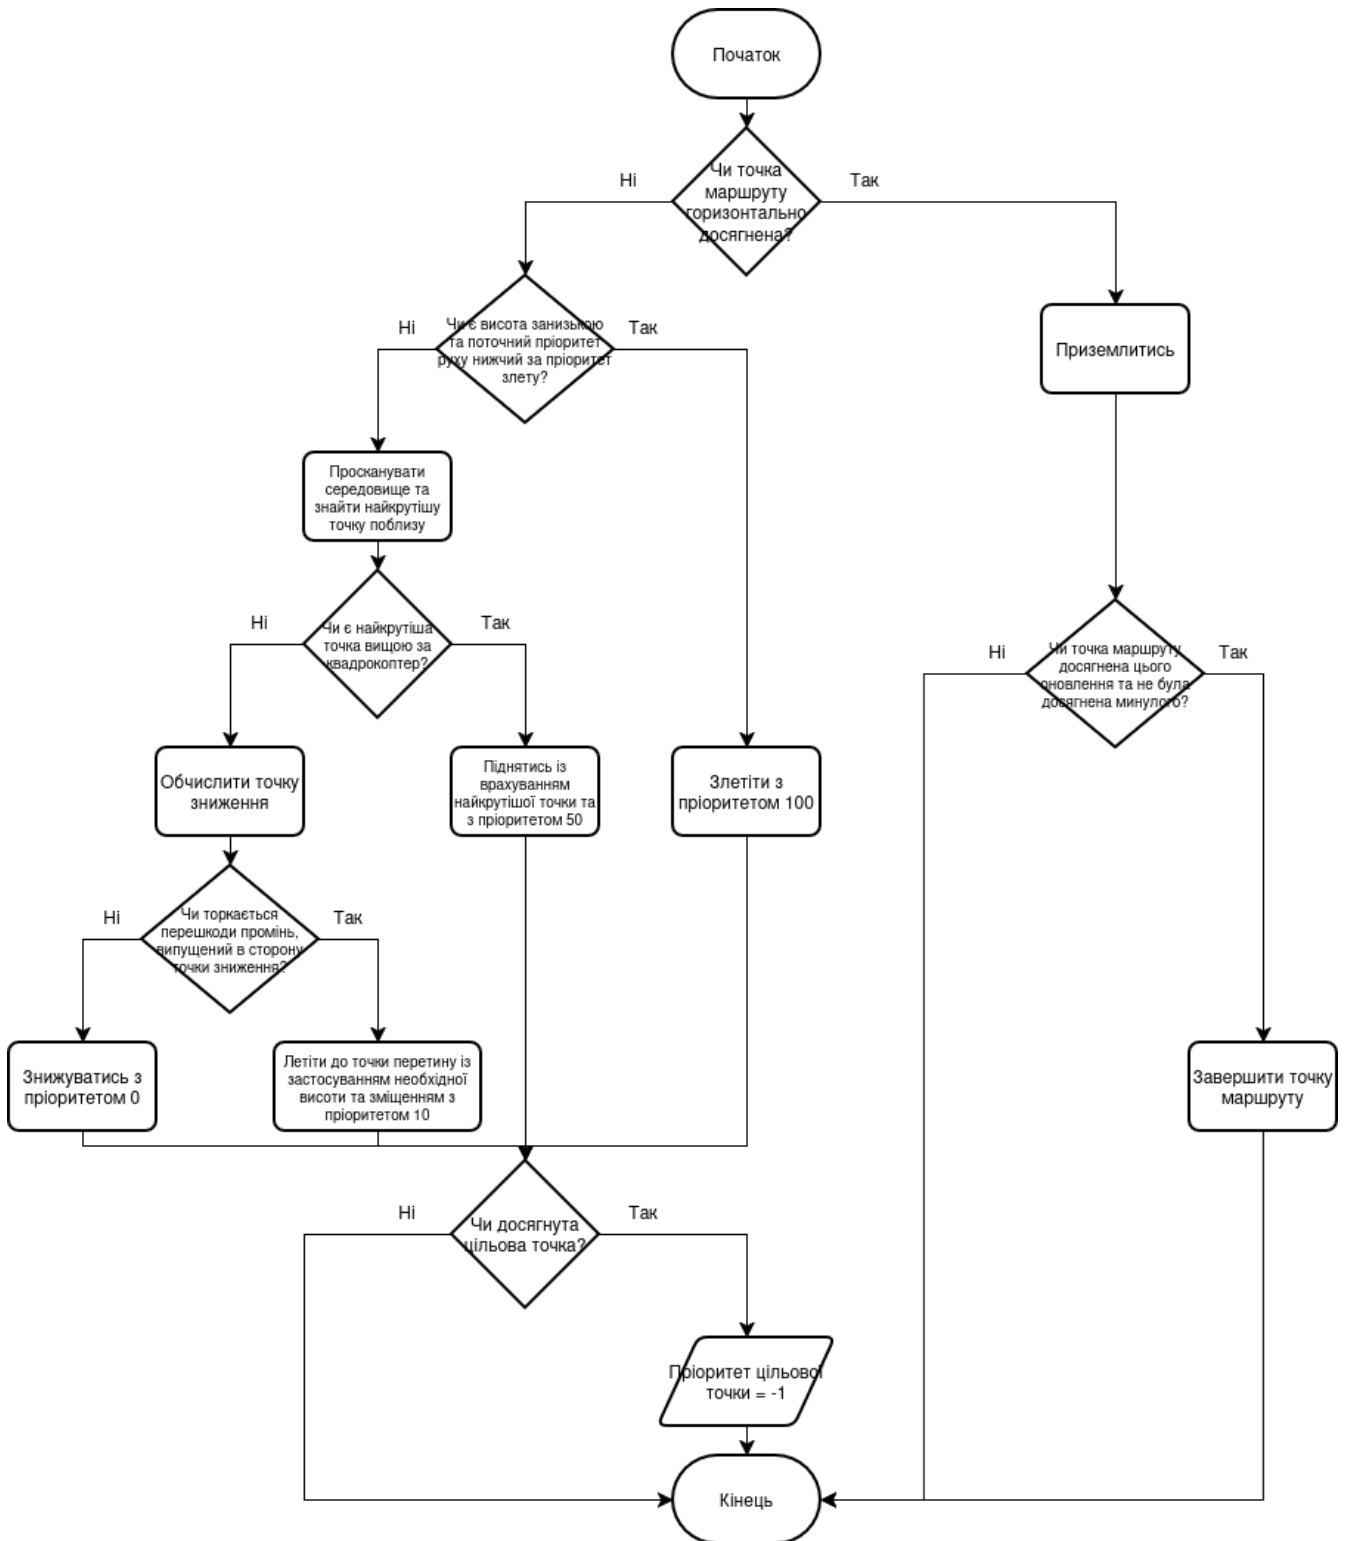 Початок
Чи точка
маршруту
горизонтально
досягнена?
Ні
Так
Чи є висота занизькою
та поточний пріоритет
руху нижчий за пріоритет
злету?
Ні
Так
Приземлитись
Просканувати
середовище та
знайти найкрутішу
точку поблизу
Чи є найкрутіша
точка вищою за
квадрокоптер?
Ні
Так
Чи точка маршруту
досягнена цього
оновлення та не була
досягнена минулого?
Ні
Так
Обчислити точку
зниження
Піднятись із
врахуванням
найкрутішої точки та
з пріоритетом 50
Злетіти з
пріоритетом 100
Чи торкається
перешкоди промінь,
випущений в сторону
точки зниження?
Ні
Так
Знижуватись з
пріоритетом 0
Летіти до точки перетину із
застосуванням необхідної
висоти та зміщенням з
пріоритетом 10
Завершити точку
маршруту
Чи досягнута
цільова точка?
Ні
Так
Пріоритет цільової
точки = -1
Кінець